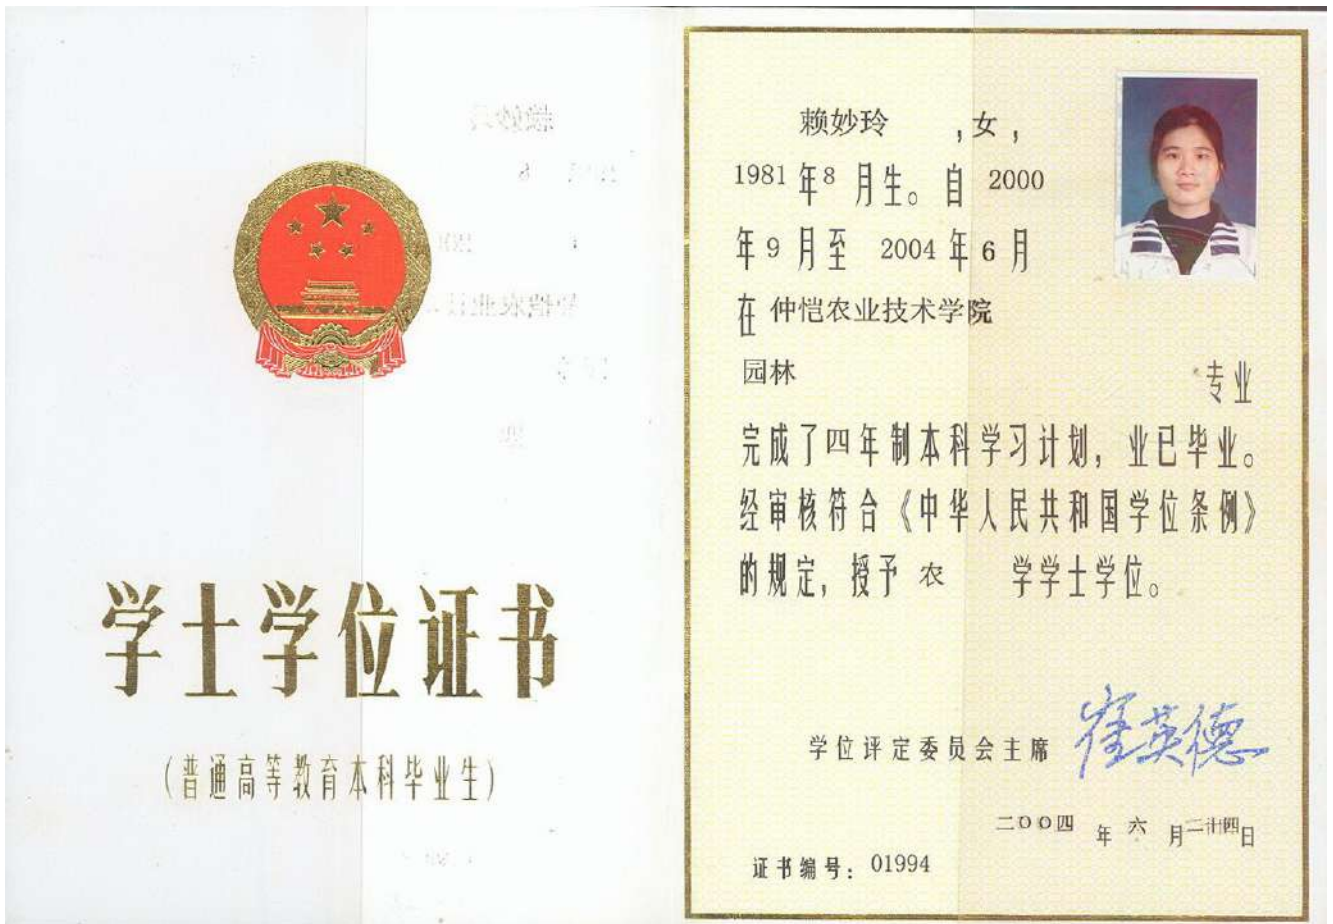 学士学位证书
(普通高等教育本科毕业生)
赖妙玲 ,女,
1981年8月生。自 2000
年9月至 2004年6月
在 仲恺农业技术学院
园林 专业
完成了四年制本科学习计划,业已毕业。
经审核符合《中华人民共和国学位条例》
的规定,授予 农 学学士学位。
学位评定委员会主席 崔英德
二00四 年 六 月二十四日
证书编号:01994